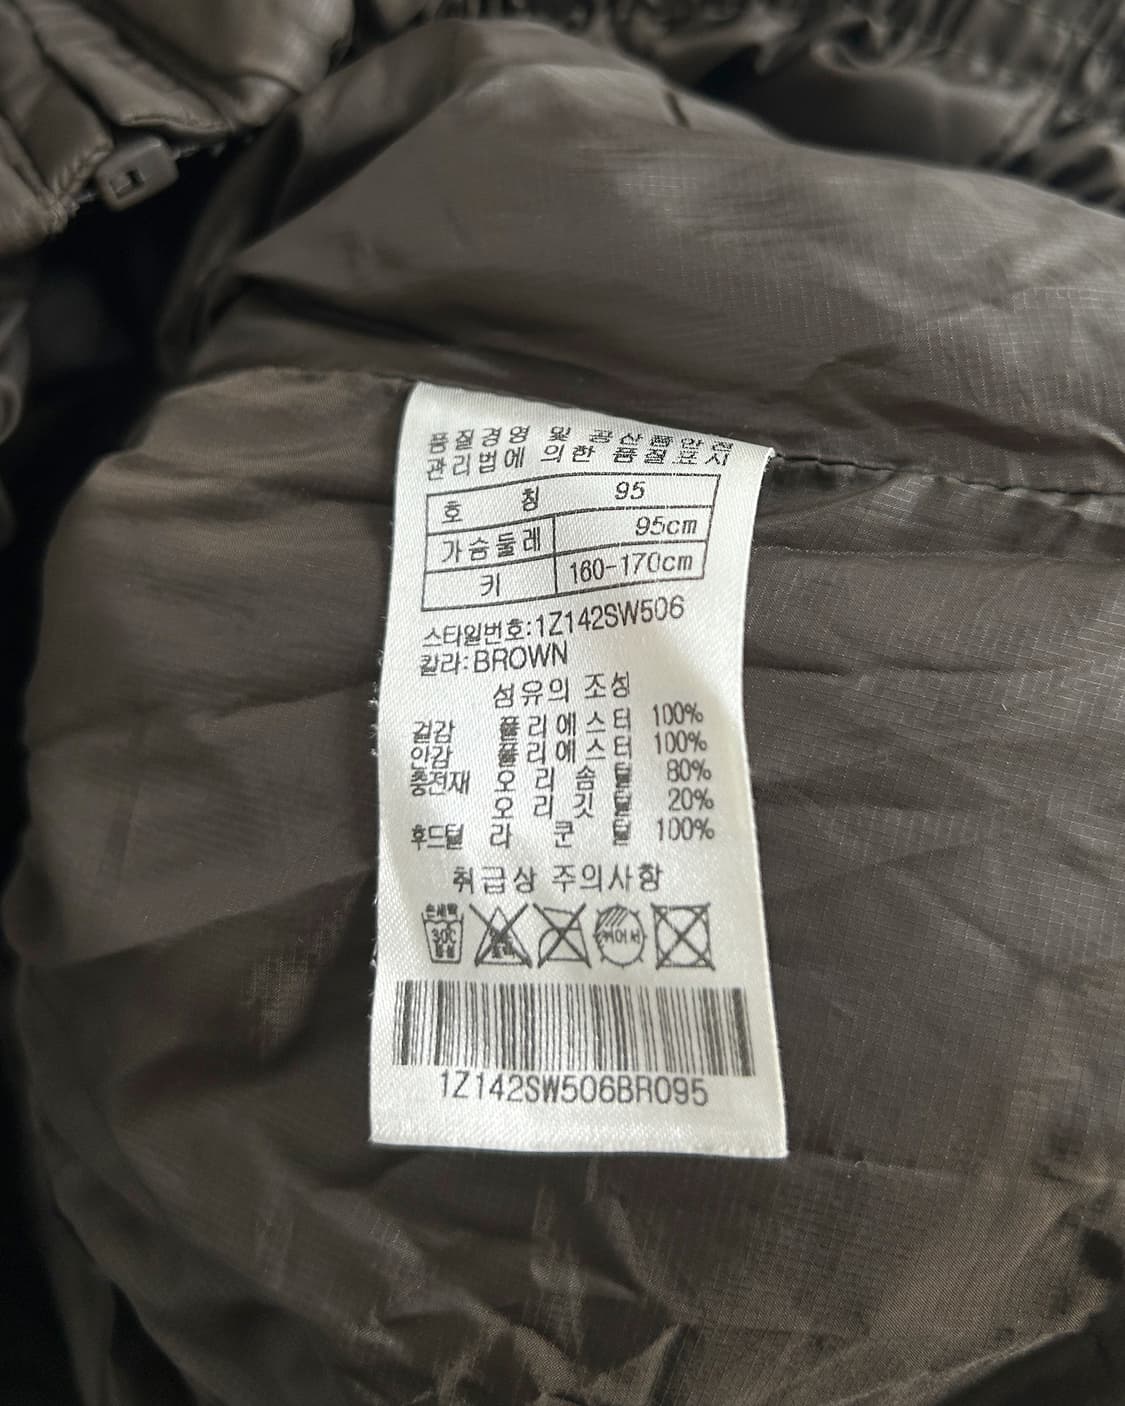 품질경영 및 공산품안전
관리법에 의한 품질표시
호 칭 95
가슴둘레 95cm
키 160-170cm
스타일번호:1Z142SW506
칼라:BROWN
섬유의 조성
겉감 폴리에스터 100%
안감 폴리에스터 100%
충전재 오리솜털 80%
오리깃털 20%
후드털 라쿤털 100%
취급상 주의사항
손세탁
30℃
중성
뉘어서
1Z142SW506BR095